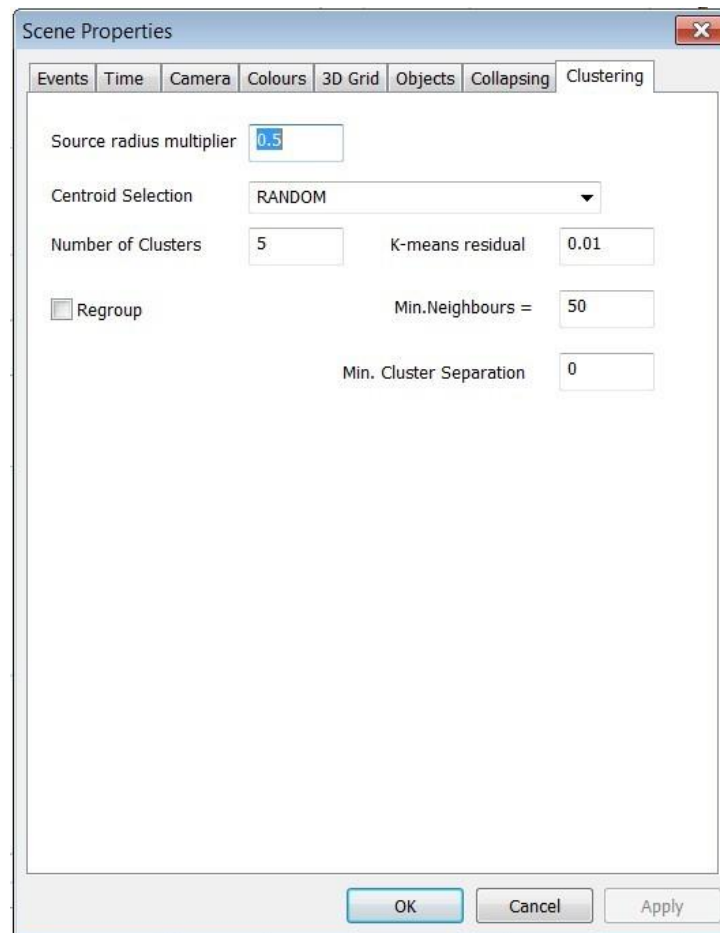 Scene Properties
Events Time Camera Colours 3D Grid Objects Collapsing Clustering
Source radius multiplier 0.5
Centroid Selection RANDOM
Number of Clusters 5 K-means residual 0.01
Regroup Min.Neighbours = 50
Min. Cluster Separation 0
OK Cancel Apply